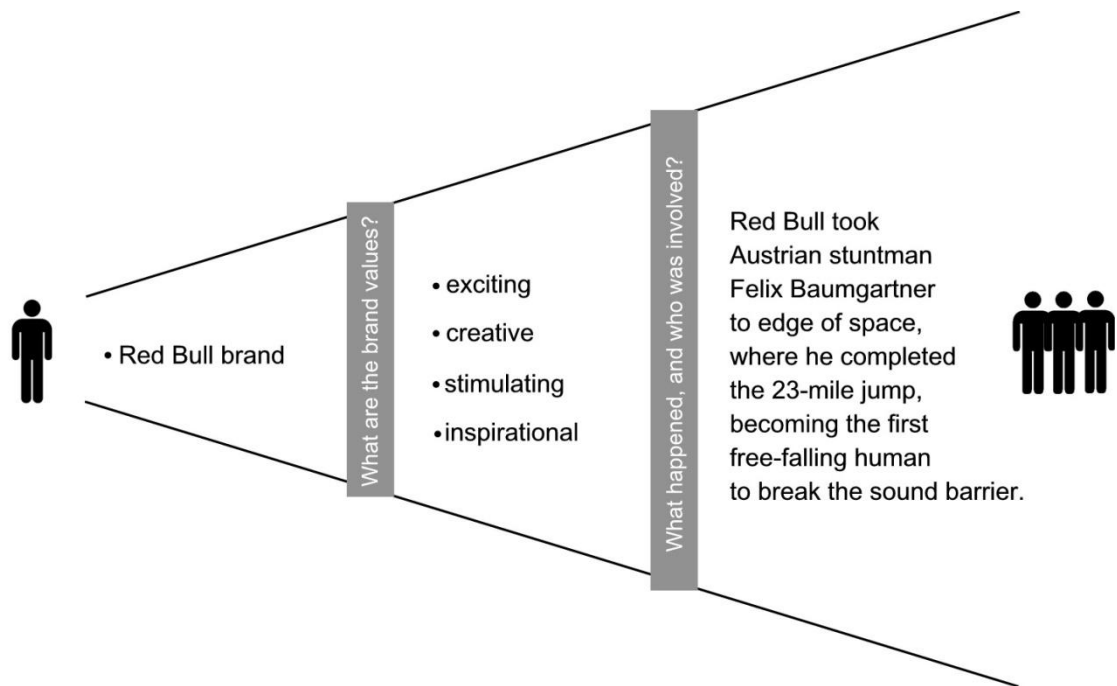 • Red Bull brand
What are the brand values?
• exciting
• creative
• stimulating
• inspirational
What happened, and who was involved?
Red Bull took
Austrian stuntman
Felix Baumgartner
to edge of space,
where he completed
the 23-mile jump,
becoming the first
free-falling human
to break the sound barrier.